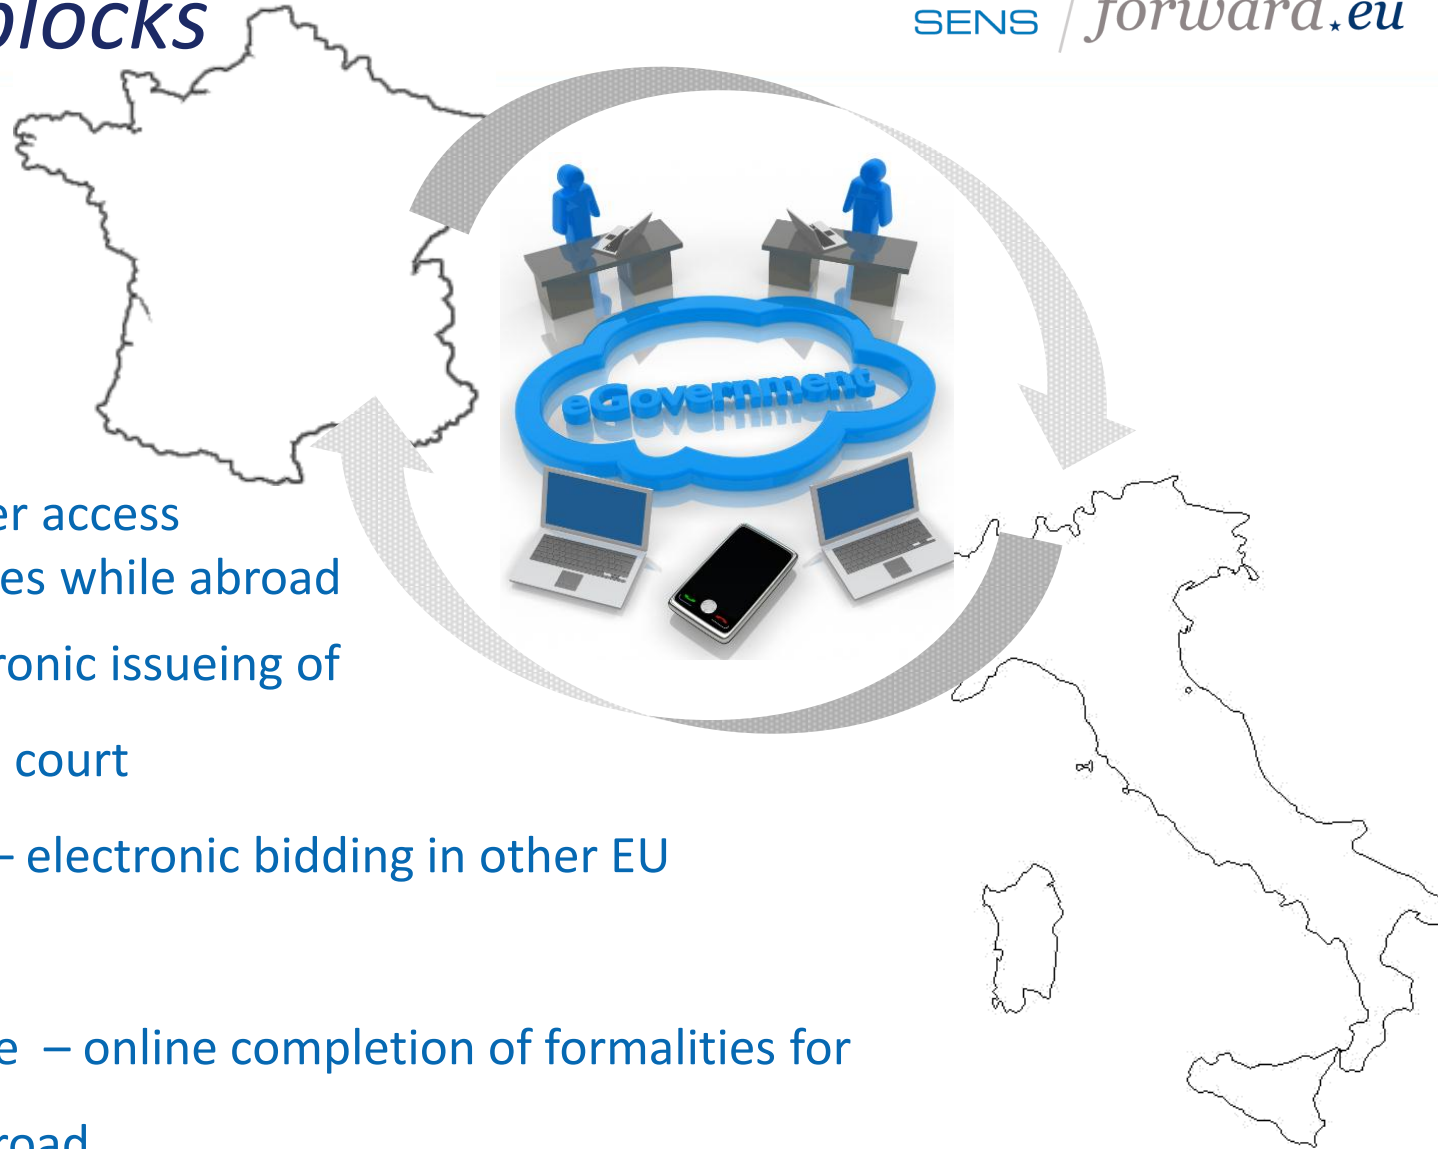 blocks
SENS / forward.eu
eGovernment
er access
es while abroad
ronic issueing of
court
– electronic bidding in other EU
e – online completion of formalities for
road